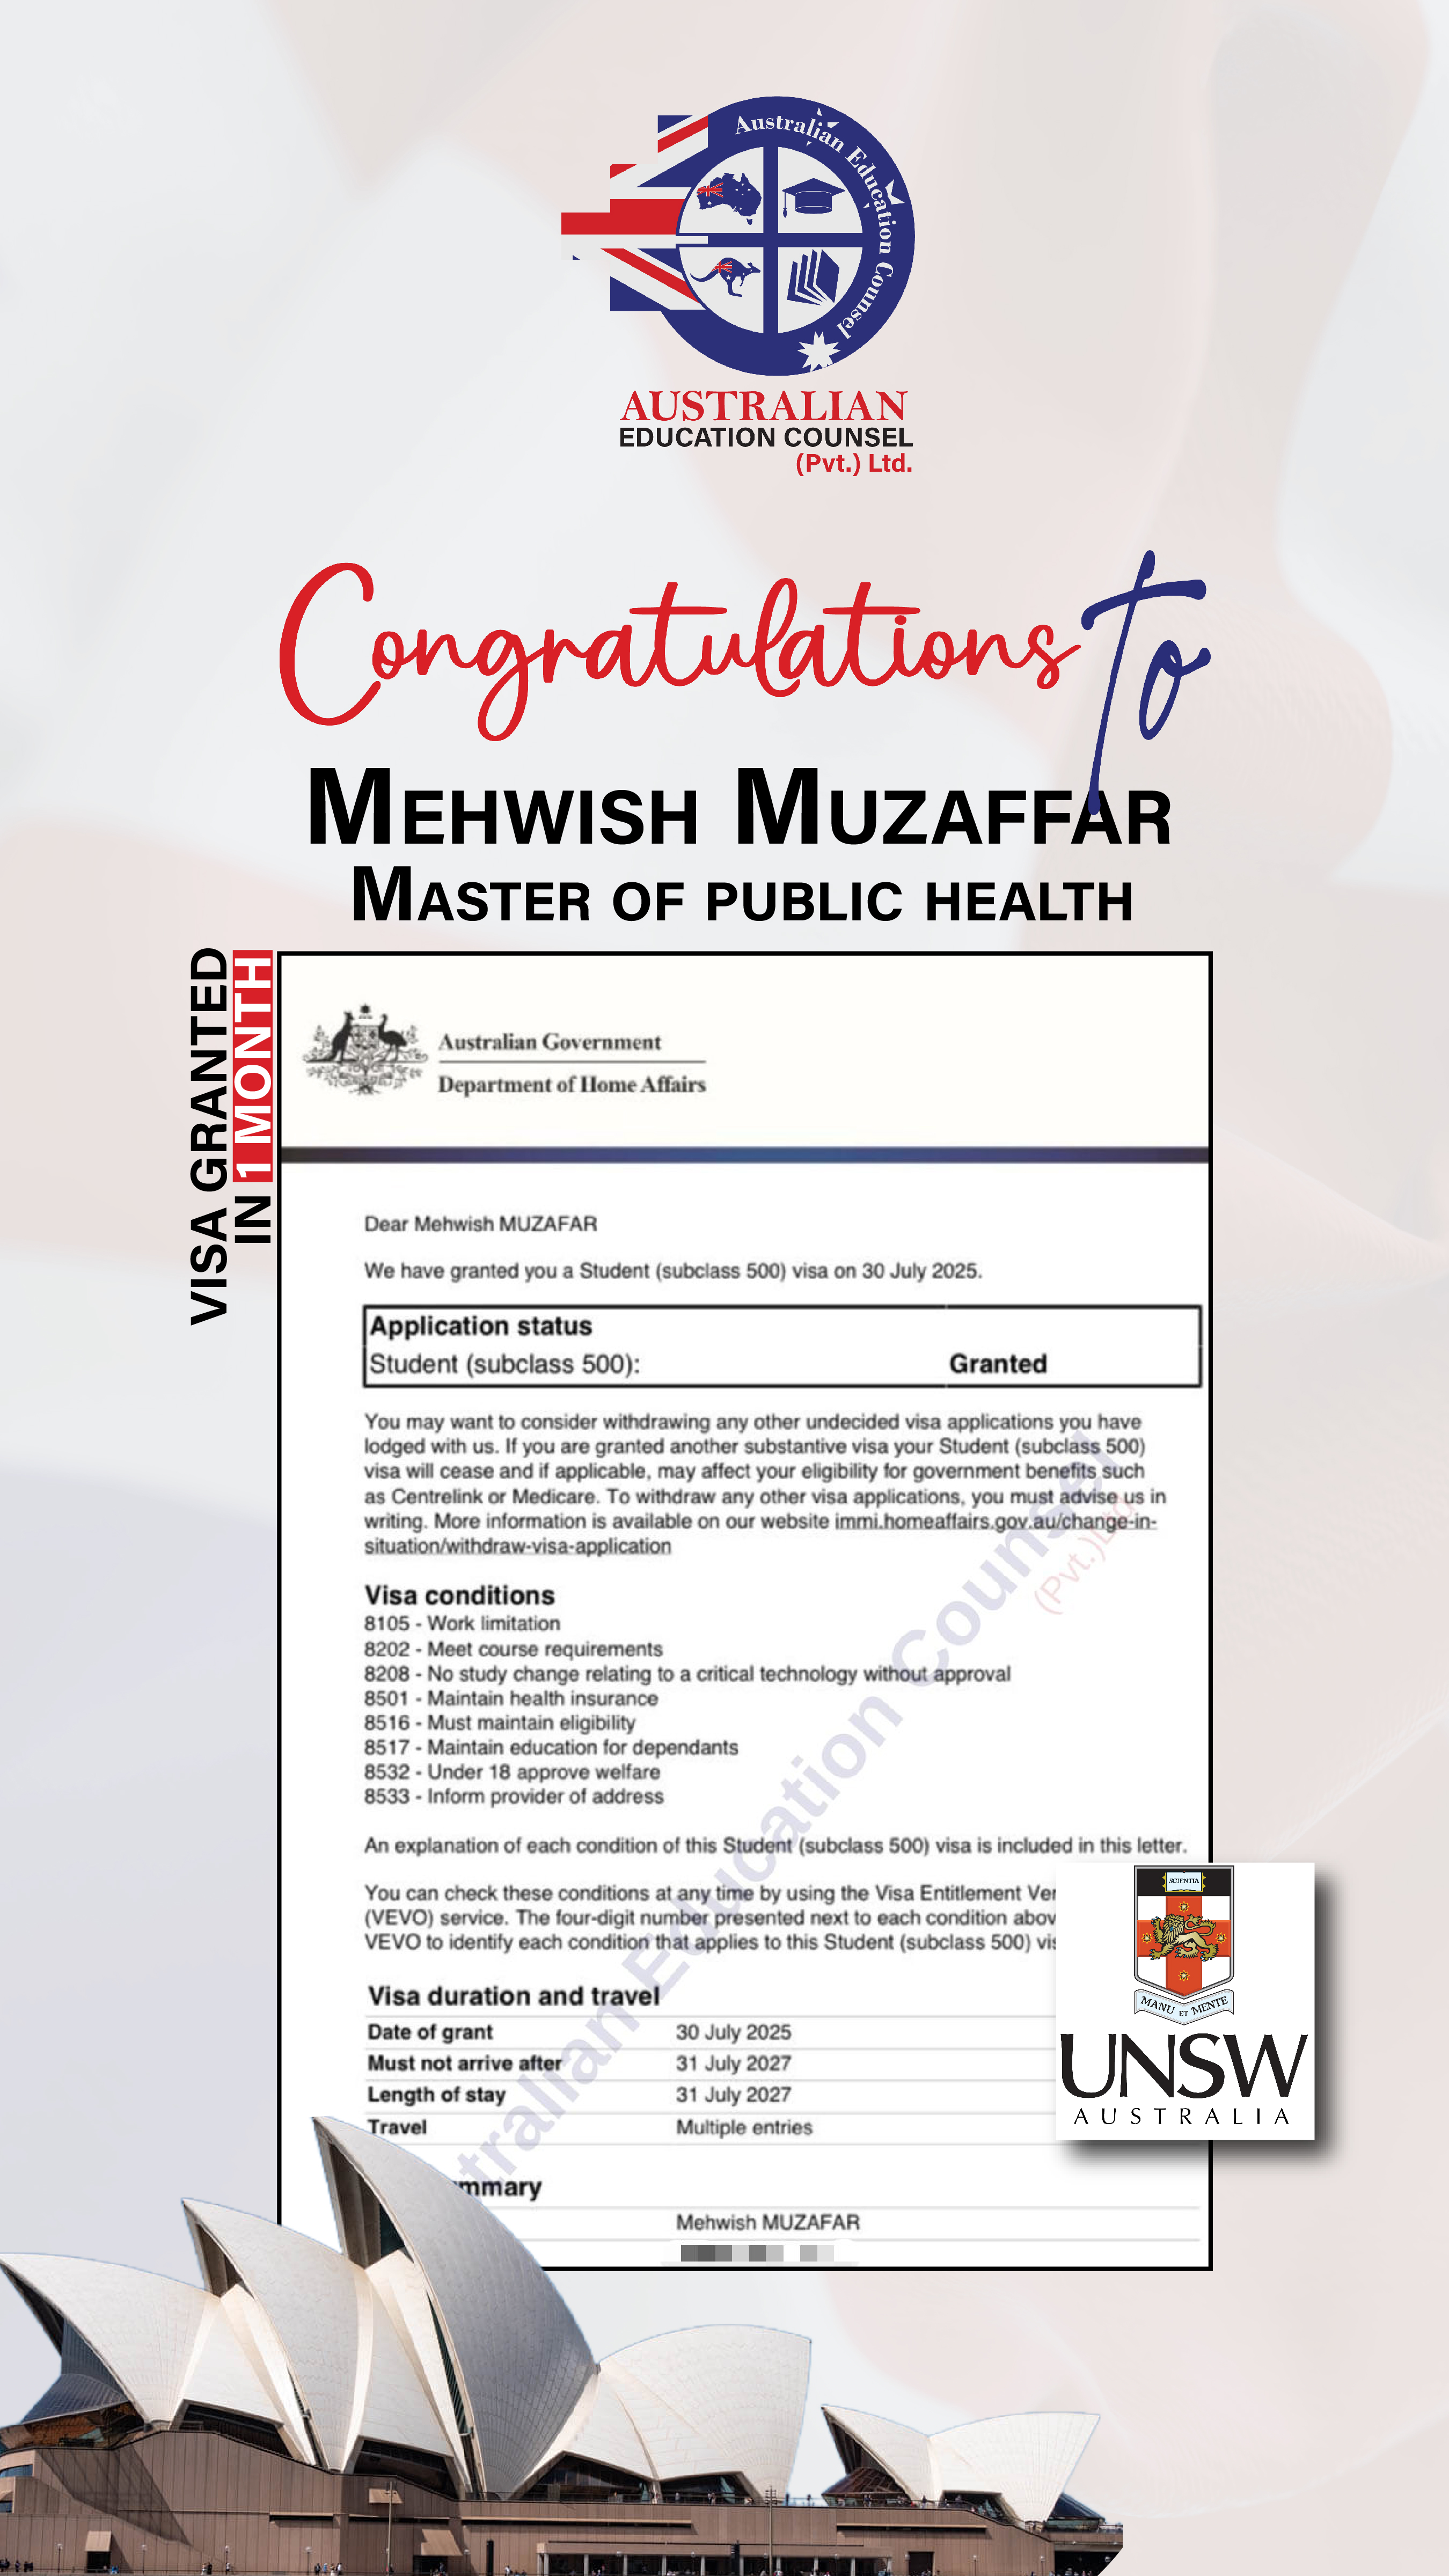 Australian Education Counsel
AUSTRALIAN
EDUCATION COUNSEL
(Pvt.) Ltd.
Congratulations to
MEHWISH MUZAFFAR
MASTER OF PUBLIC HEALTH
VISA GRANTED
IN 1 MONTH
Australian Government
Department of Home Affairs
Dear Mehwish MUZAFAR
We have granted you a Student (subclass 500) visa on 30 July 2025.
Application status
Student (subclass 500): Granted
You may want to consider withdrawing any other undecided visa applications you have
lodged with us. If you are granted another substantive visa your Student (subclass 500)
visa will cease and if applicable, may affect your eligibility for government benefits such
as Centrelink or Medicare. To withdraw any other visa applications, you must advise us in
writing. More information is available on our website immi.homeaffairs.gov.au/change-in-
situation/withdraw-visa-application
Visa conditions
8105 - Work limitation
8202 - Meet course requirements
8208 - No study change relating to a critical technology without approval
8501 - Maintain health insurance
8516 - Must maintain eligibility
8517 - Maintain education for dependants
8532 - Under 18 approve welfare
8533 - Inform provider of address
An explanation of each condition of this Student (subclass 500) visa is included in this letter.
You can check these conditions at any time by using the Visa Entitlement Ver
(VEVO) service. The four-digit number presented next to each condition abov
VEVO to identify each condition that applies to this Student (subclass 500) vis
Visa duration and travel
Date of grant 30 July 2025
Must not arrive after 31 July 2027
Length of stay 31 July 2027
Travel Multiple entries
mmary
Mehwish MUZAFAR
tralian Education Counsel
(Pvt.) Ltd
SCIENTIA
MANU ET MENTE
UNSW
AUSTRALIA